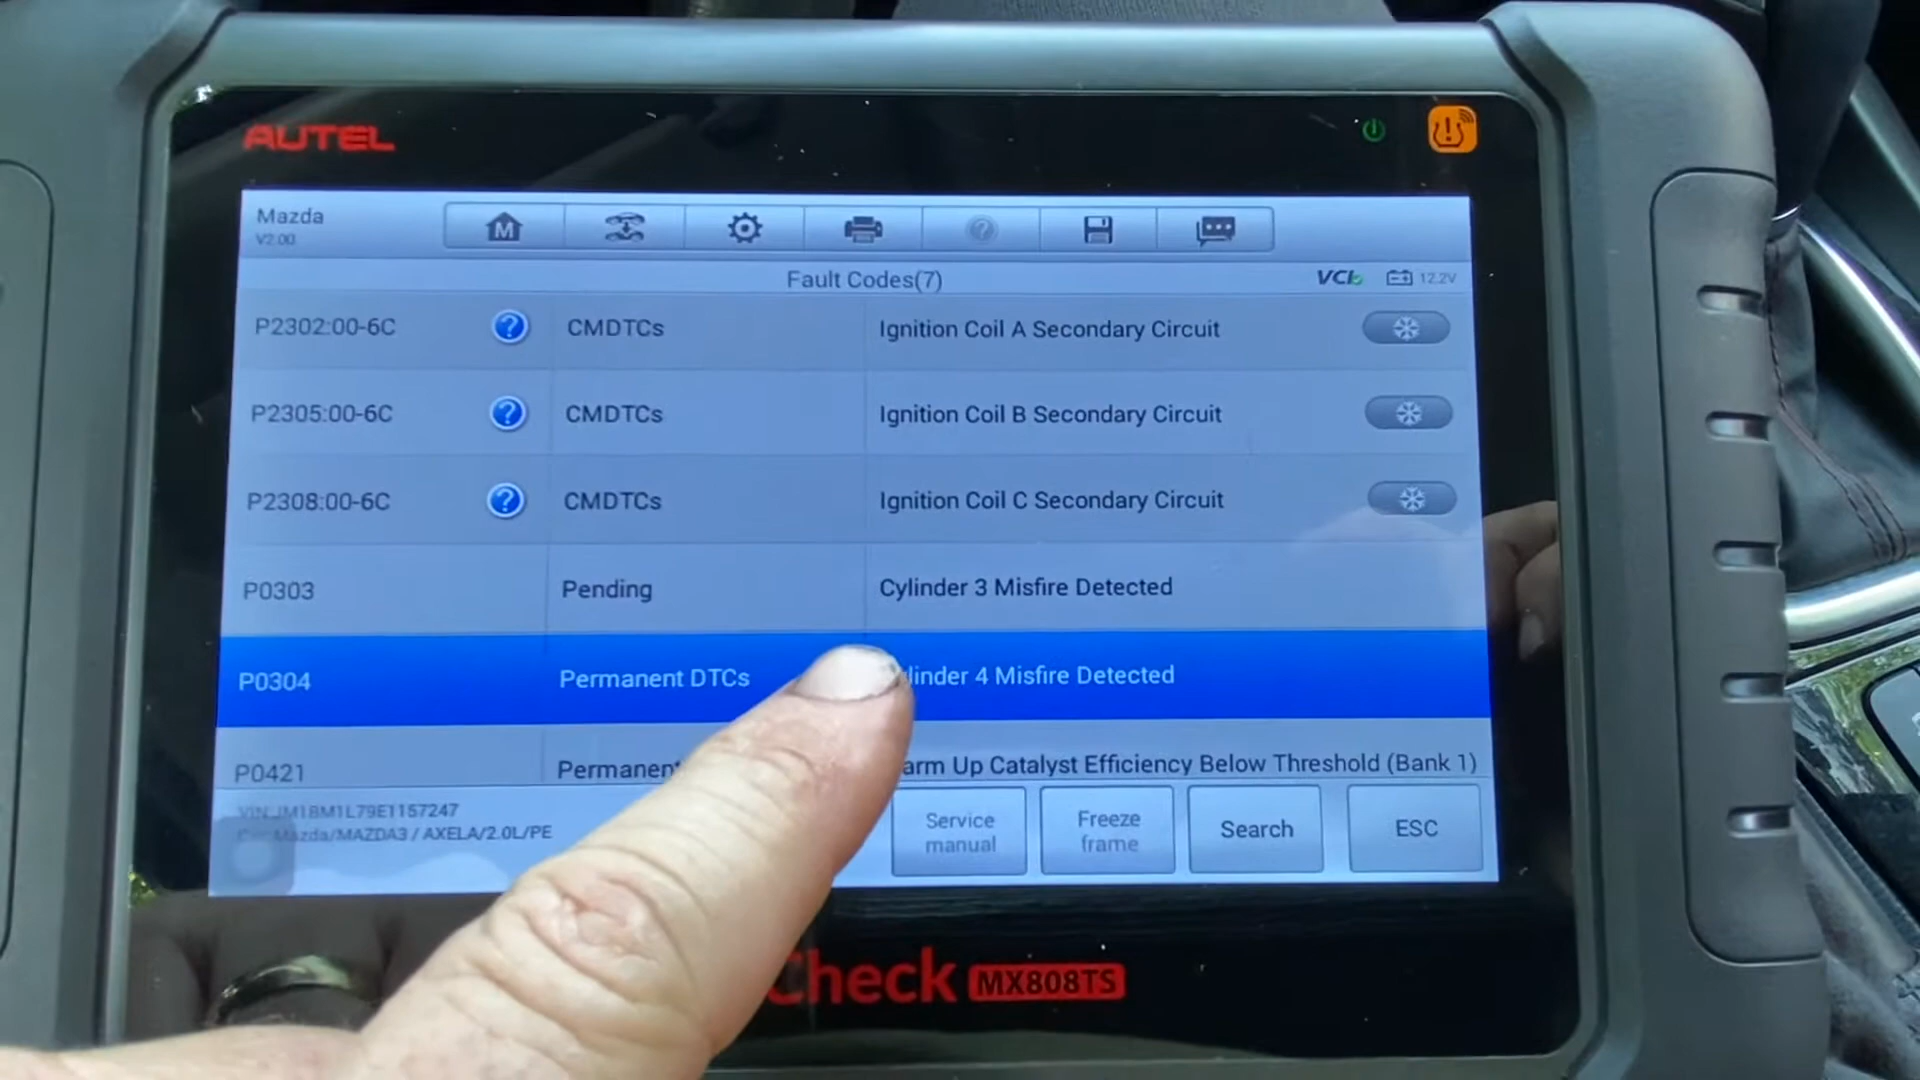 AUTEL
Mazda
V2.00
M
Fault Codes(7)
VCI
12.2V
P2302:00-6C ? CMDTCs Ignition Coil A Secondary Circuit
P2305:00-6C ? CMDTCs Ignition Coil B Secondary Circuit
P2308:00-6C ? CMDTCs Ignition Coil C Secondary Circuit
P0303 Pending Cylinder 3 Misfire Detected
P0304 Permanent DTCs linder 4 Misfire Detected
P0421 Permanen arm Up Catalyst Efficiency Below Threshold (Bank 1)
VIN:JM1BM1L79E1157247
Mazda/MAZDA3 / AXELA/2.0L/PE
Service manual
Freeze frame
Search
ESC
Check MX808TS